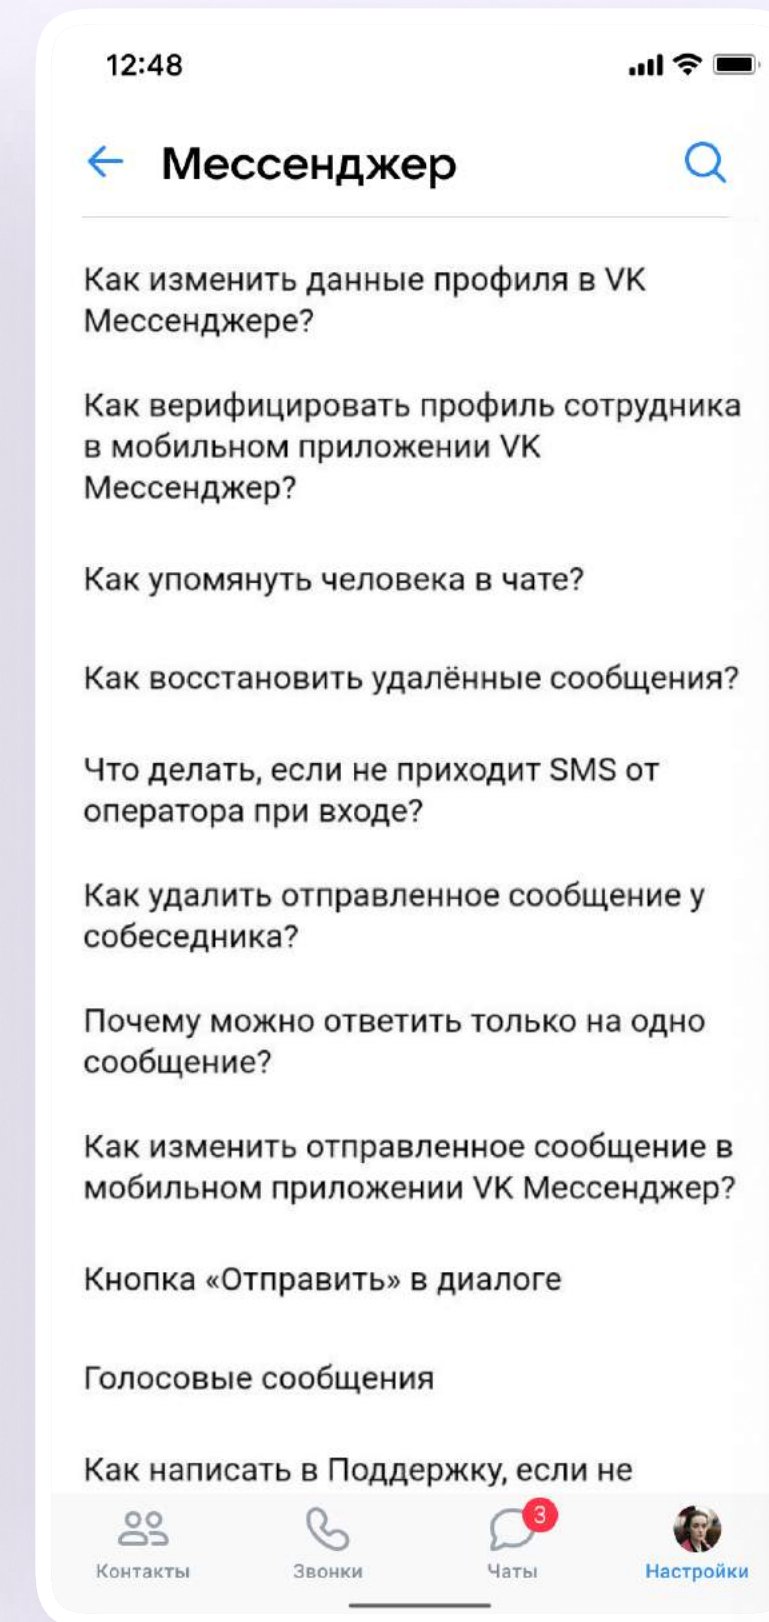 12:48
Мессенджер
Как изменить данные профиля в VK
Мессенджере?
Как верифицировать профиль сотрудника
в мобильном приложении VK
Мессенджер?
Как упомянуть человека в чате?
Как восстановить удалённые сообщения?
Что делать, если не приходит SMS от
оператора при входе?
Как удалить отправленное сообщение у
собеседника?
Почему можно ответить только на одно
сообщение?
Как изменить отправленное сообщение в
мобильном приложении VK Мессенджер?
Кнопка «Отправить» в диалоге
Голосовые сообщения
Как написать в Поддержку, если не
3
Контакты
Звонки
Чаты
Настройки